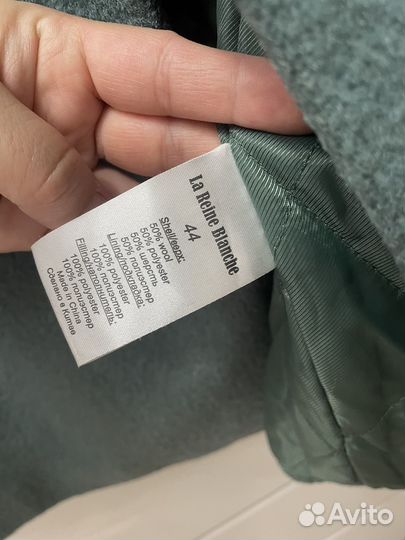 La Reine Blanche
44
Shell/верх:
50% wool
50% polyester
50% шерсть
50% полиэстер
Lining/подкладка:
100% polyester
100% полиэстер
Filling/наполнитель:
100% polyester
100% полиэстер
Made in China
Сделано в Китае
Avito